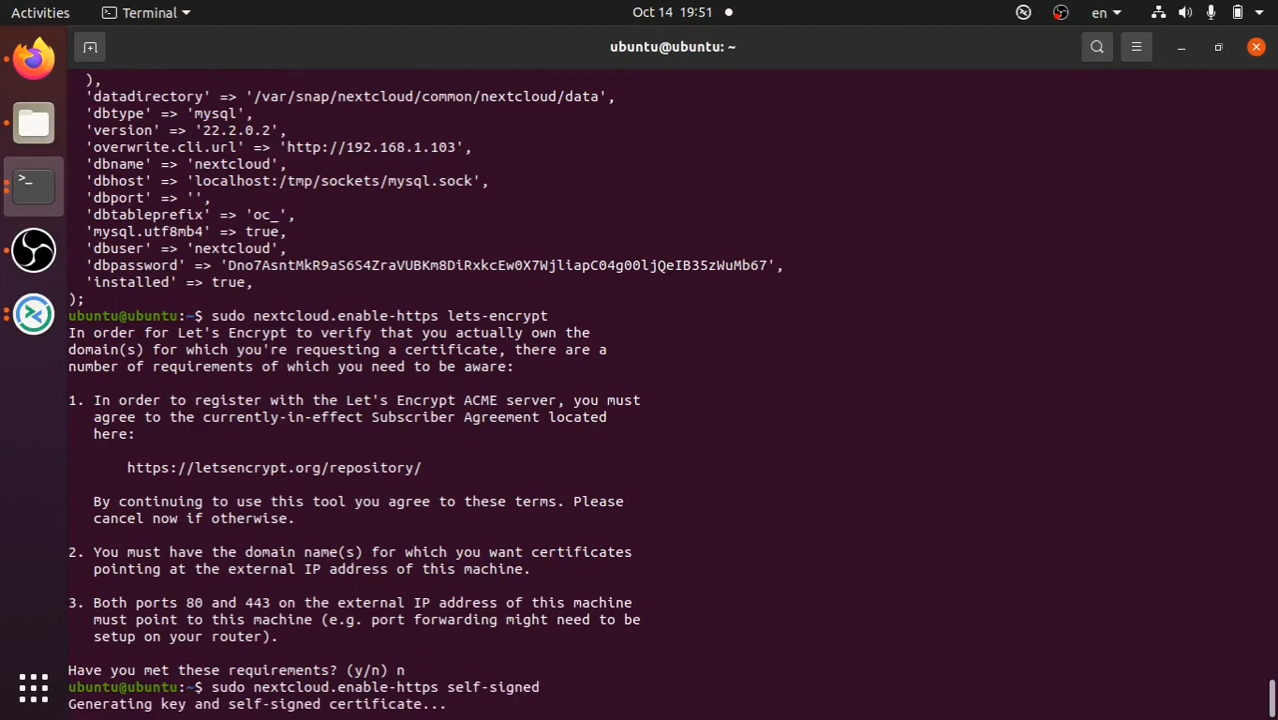 Activities
Terminal
Oct 14 19:51
en
ubuntu@ubuntu: ~
),
'datadirectory' => '/var/snap/nextcloud/common/nextcloud/data',
'dbtype' => 'mysql',
'version' => '22.2.0.2',
'overwrite.cli.url' => 'http://192.168.1.103',
'dbname' => 'nextcloud',
'dbhost' => 'localhost:/tmp/sockets/mysql.sock',
'dbport' => '',
'dbtableprefix' => 'oc_',
'mysql.utf8mb4' => true,
'dbuser' => 'nextcloud',
'dbpassword' => 'Dno7AsntMkR9aS6S4ZraVUBKm8DiRxkcEw0X7WjliapC04g00ljQeIB35zWuMb67',
'installed' => true,
);
ubuntu@ubuntu:~$ sudo nextcloud.enable-https lets-encrypt
In order for Let's Encrypt to verify that you actually own the
domain(s) for which you're requesting a certificate, there are a
number of requirements of which you need to be aware:
1. In order to register with the Let's Encrypt ACME server, you must
agree to the currently-in-effect Subscriber Agreement located
here:
https://letsencrypt.org/repository/
By continuing to use this tool you agree to these terms. Please
cancel now if otherwise.
2. You must have the domain name(s) for which you want certificates
pointing at the external IP address of this machine.
3. Both ports 80 and 443 on the external IP address of this machine
must point to this machine (e.g. port forwarding might need to be
setup on your router).
Have you met these requirements? (y/n) n
ubuntu@ubuntu:~$ sudo nextcloud.enable-https self-signed
Generating key and self-signed certificate...